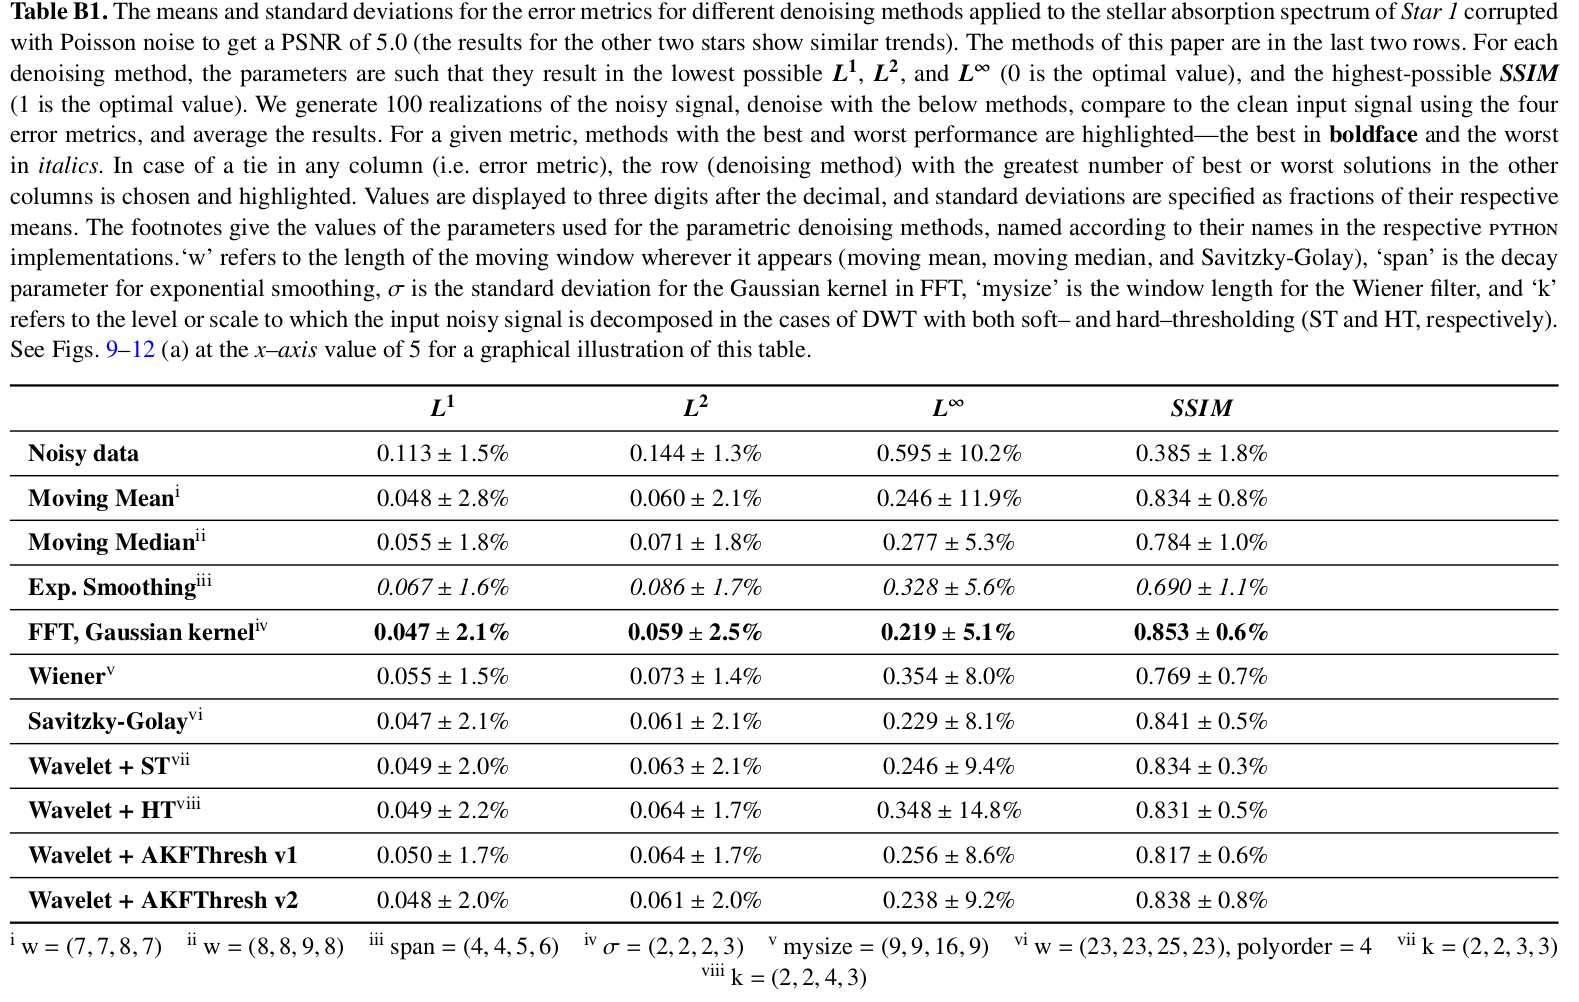 Table B1. The means and standard deviations for the error metrics for different denoising methods applied to the stellar absorption spectrum of Star 1 corrupted
with Poisson noise to get a PSNR of 5.0 (the results for the other two stars show similar trends). The methods of this paper are in the last two rows. For each
denoising method, the parameters are such that they result in the lowest possible L¹, L², and L∞ (0 is the optimal value), and the highest-possible SSIM
(1 is the optimal value). We generate 100 realizations of the noisy signal, denoise with the below methods, compare to the clean input signal using the four
error metrics, and average the results. For a given metric, methods with the best and worst performance are highlighted—the best in boldface and the worst
in italics. In case of a tie in any column (i.e. error metric), the row (denoising method) with the greatest number of best or worst solutions in the other
columns is chosen and highlighted. Values are displayed to three digits after the decimal, and standard deviations are specified as fractions of their respective
means. The footnotes give the values of the parameters used for the parametric denoising methods, named according to their names in the respective PYTHON
implementations.‘w’ refers to the length of the moving window wherever it appears (moving mean, moving median, and Savitzky-Golay), ‘span’ is the decay
parameter for exponential smoothing, σ is the standard deviation for the Gaussian kernel in FFT, ‘mysize’ is the window length for the Wiener filter, and ‘k’
refers to the level or scale to which the input noisy signal is decomposed in the cases of DWT with both soft– and hard–thresholding (ST and HT, respectively).
See Figs. 9–12 (a) at the x–axis value of 5 for a graphical illustration of this table.
L¹ L² L∞ SSIM
Noisy data 0.113 ± 1.5% 0.144 ± 1.3% 0.595 ± 10.2% 0.385 ± 1.8%
Moving Meanⁱ 0.048 ± 2.8% 0.060 ± 2.1% 0.246 ± 11.9% 0.834 ± 0.8%
Moving Medianⁱⁱ 0.055 ± 1.8% 0.071 ± 1.8% 0.277 ± 5.3% 0.784 ± 1.0%
Exp. Smoothingⁱⁱⁱ 0.067 ± 1.6% 0.086 ± 1.7% 0.328 ± 5.6% 0.690 ± 1.1%
FFT, Gaussian kernelⁱᵛ 0.047 ± 2.1% 0.059 ± 2.5% 0.219 ± 5.1% 0.853 ± 0.6%
Wienerᵛ 0.055 ± 1.5% 0.073 ± 1.4% 0.354 ± 8.0% 0.769 ± 0.7%
Savitzky-Golayᵛⁱ 0.047 ± 2.1% 0.061 ± 2.1% 0.229 ± 8.1% 0.841 ± 0.5%
Wavelet + STᵛⁱⁱ 0.049 ± 2.0% 0.063 ± 2.1% 0.246 ± 9.4% 0.834 ± 0.3%
Wavelet + HTᵛⁱⁱⁱ 0.049 ± 2.2% 0.064 ± 1.7% 0.348 ± 14.8% 0.831 ± 0.5%
Wavelet + AKFThresh v1 0.050 ± 1.7% 0.064 ± 1.7% 0.256 ± 8.6% 0.817 ± 0.6%
Wavelet + AKFThresh v2 0.048 ± 2.0% 0.061 ± 2.0% 0.238 ± 9.2% 0.838 ± 0.8%
ⁱ w = (7, 7, 8, 7) ⁱⁱ w = (8, 8, 9, 8) ⁱⁱⁱ span = (4, 4, 5, 6) ⁱᵛ σ = (2, 2, 2, 3) ᵛ mysize = (9, 9, 16, 9) ᵛⁱ w = (23, 23, 25, 23), polyorder = 4 ᵛⁱⁱ k = (2, 2, 3, 3)
ᵛⁱⁱⁱ k = (2, 2, 4, 3)